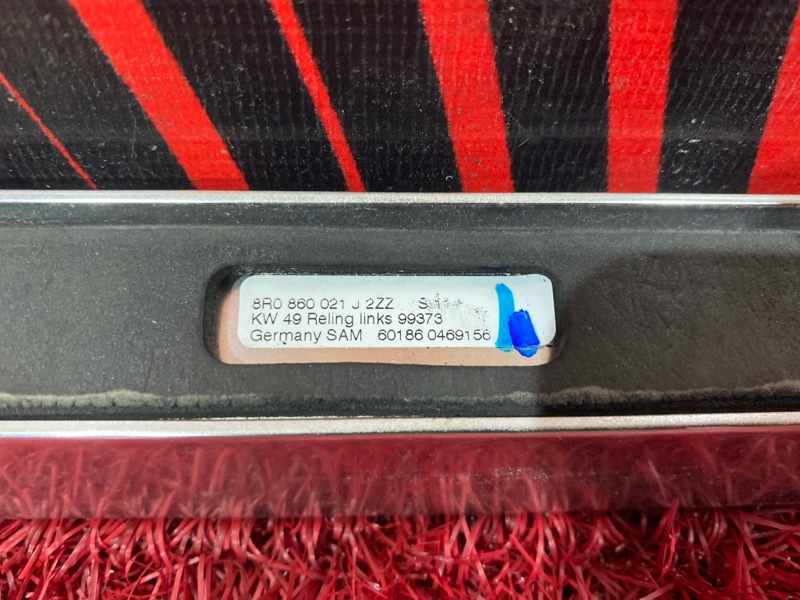 8R0 860 021 J 2ZZ
KW 49 Reling links 99373
Germany SAM 60186 0469156